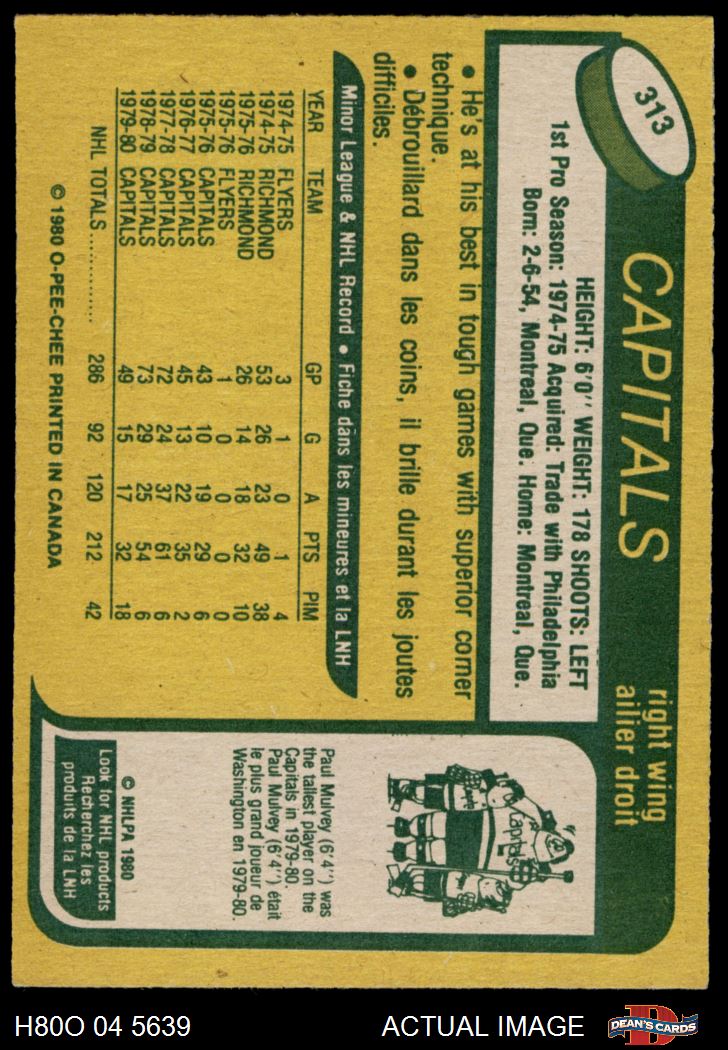 313
CAPITALS
right wing
ailier droit
HEIGHT: 6'0" WEIGHT: 178 SHOOTS: LEFT
1st Pro Season: 1974-75 Acquired: Trade with Philadelphia
Born: 2-6-54, Montreal, Que. Home: Montreal, Que.
● He's at his best in tough games with superior corner
technique.
● Débrouillard dans les coins, il brille durant les joutes
difficiles.
Minor League & NHL Record ● Fiche dans les mineures et la LNH
YEAR TEAM GP G A PTS PIM
1974-75 FLYERS 3 1 0 1 4
1974-75 RICHMOND 53 26 23 49 38
1975-76 RICHMOND 26 14 18 32 10
1975-76 FLYERS 1 0 0 0 0
1975-76 CAPITALS 43 10 19 29 6
1976-77 CAPITALS 45 13 22 35 2
1977-78 CAPITALS 72 24 37 61 6
1978-79 CAPITALS 73 29 25 54 6
1979-80 CAPITALS 49 15 17 32 18
NHL TOTALS ............. 286 92 120 212 42
© 1980 O-PEE-CHEE PRINTED IN CANADA
Capitals
Paul Mulvey (6'4") was
the tallest player on the
Capitals in 1979-80.
Paul Mulvey (6'4") était
le plus grand joueur de
Washington en 1979-80.
© NHLPA 1980
Look for NHL products
Recherchez les
produits de la LNH
H80O 04 5639
ACTUAL IMAGE
D
DEAN'S CARDS